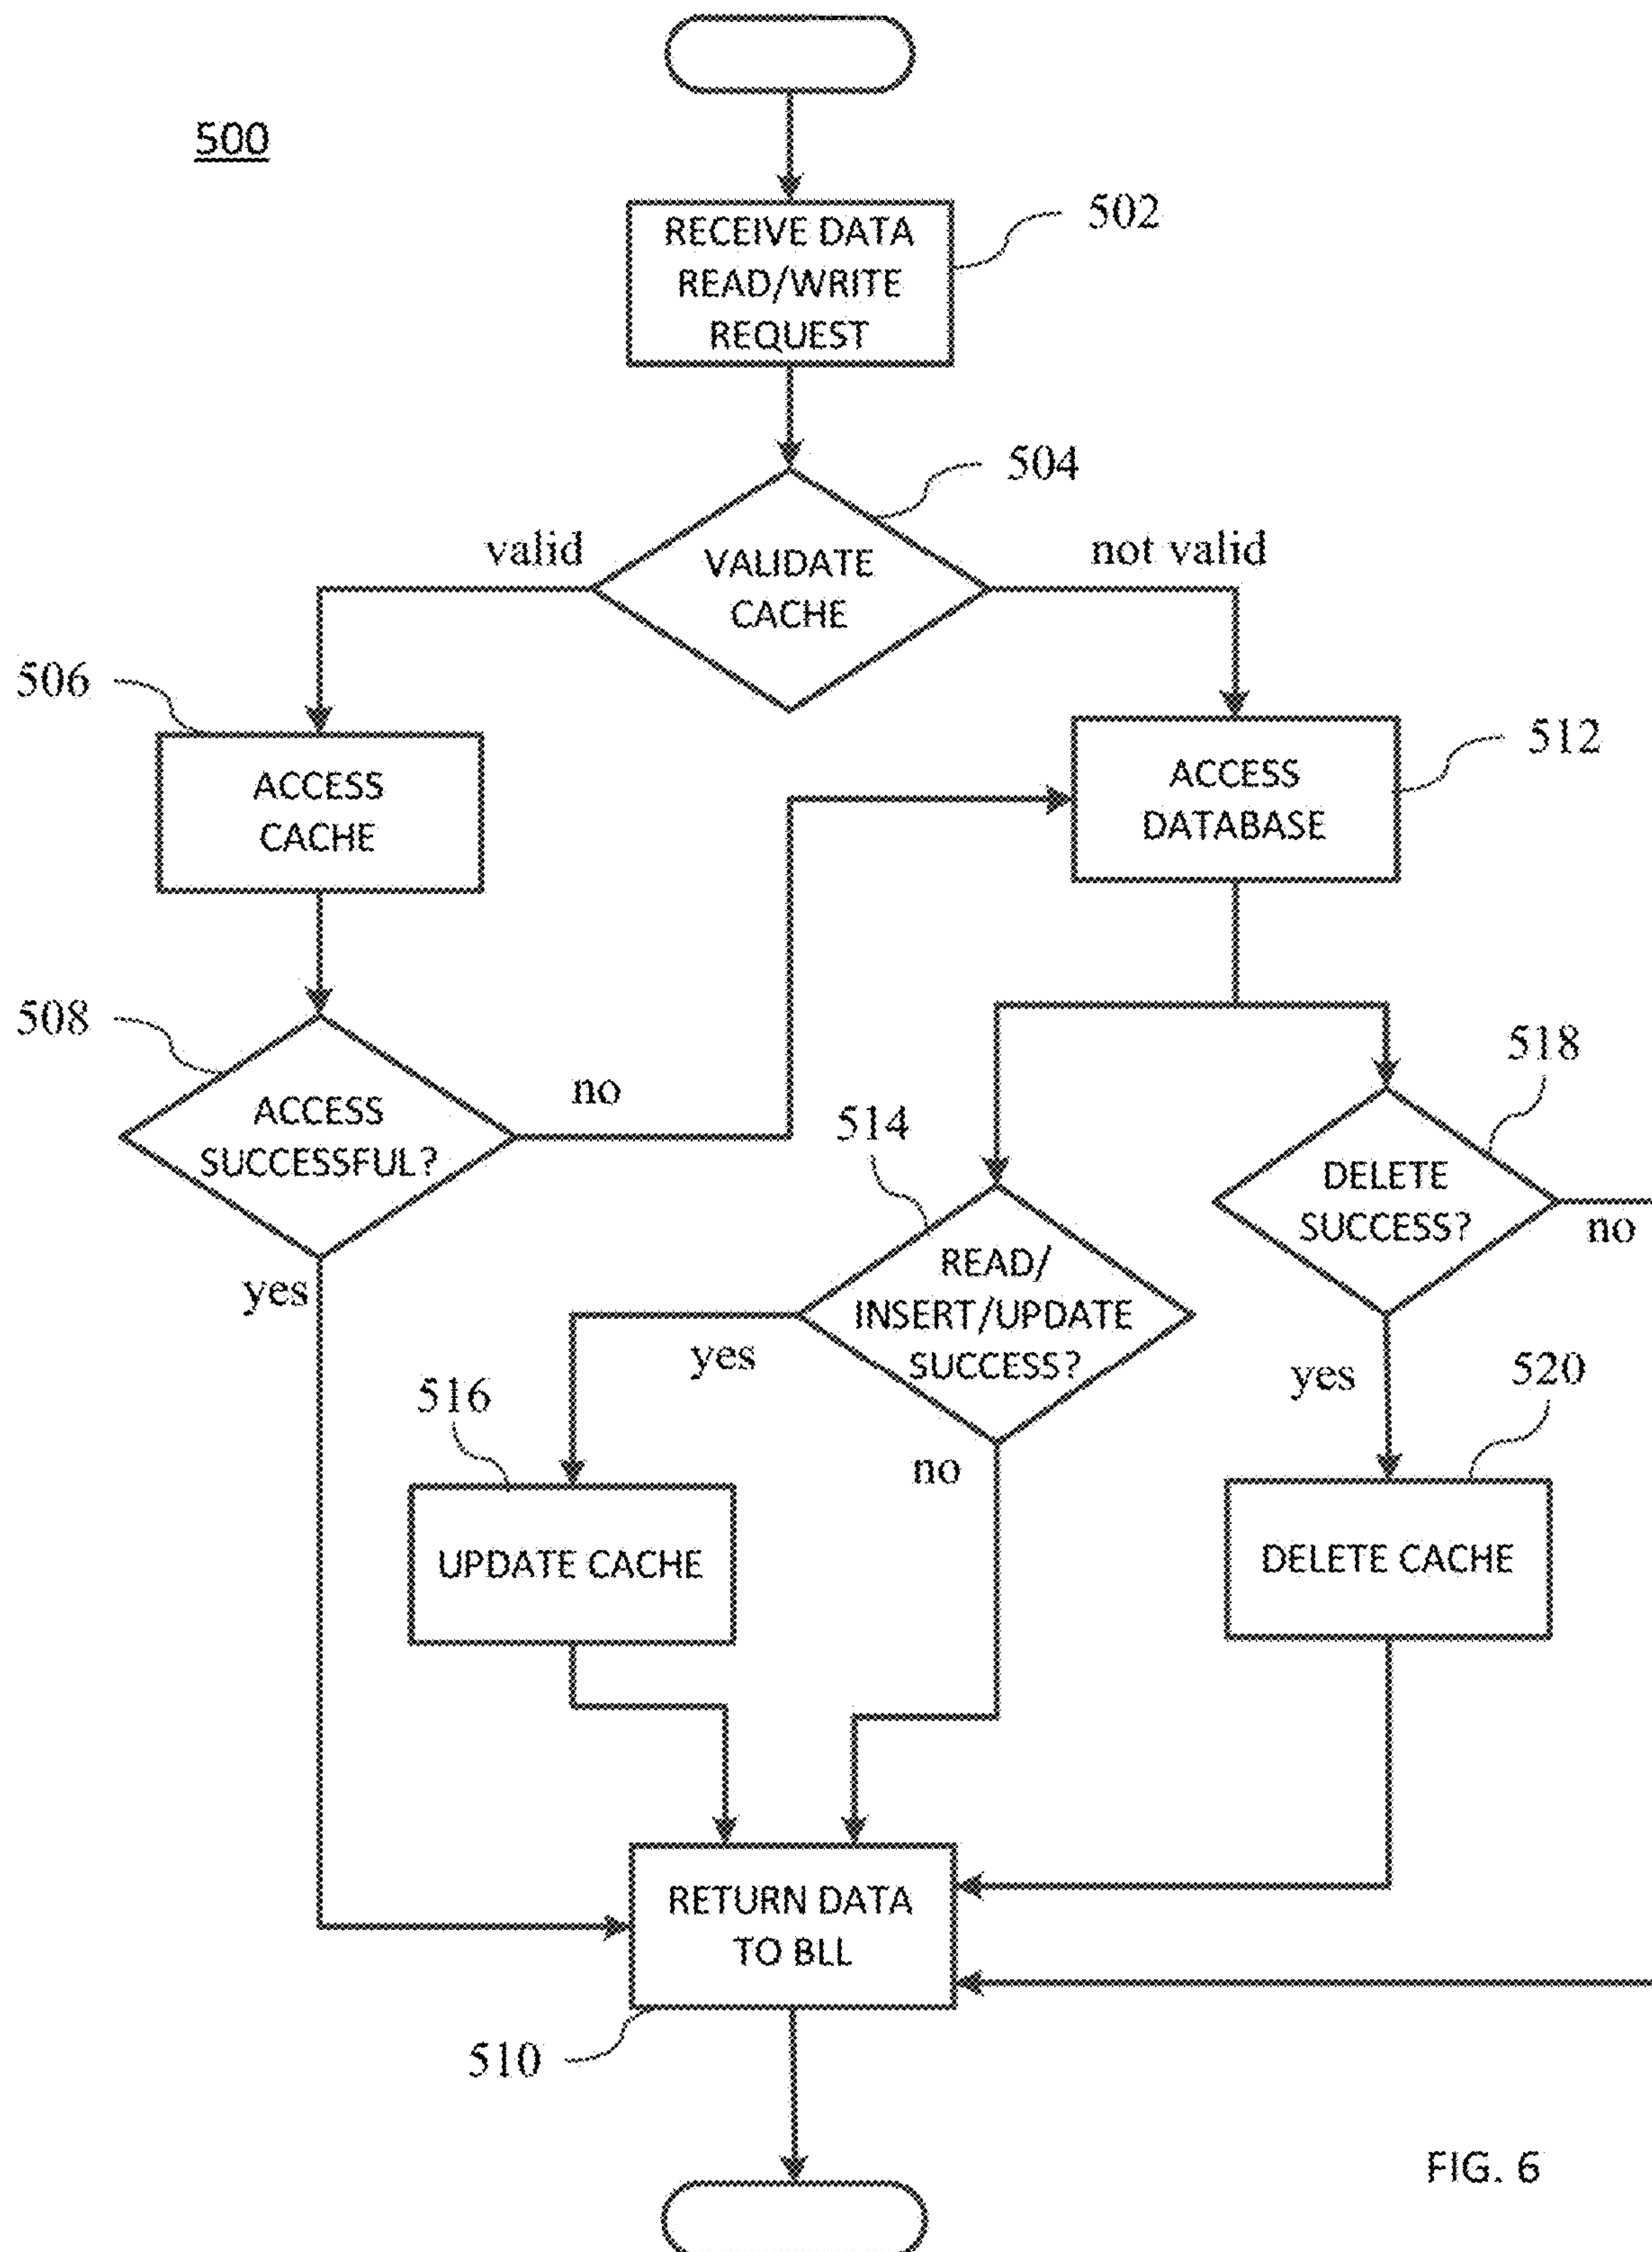 500
RECEIVE DATA
READ/WRITE
REQUEST
502
504
valid
VALIDATE
CACHE
not valid
506
ACCESS
CACHE
512
ACCESS
DATABASE
508
ACCESS
SUCCESSFUL?
no
yes
514
READ/
INSERT/UPDATE
SUCCESS?
yes
no
518
DELETE
SUCCESS?
no
yes
516
UPDATE CACHE
520
DELETE CACHE
RETURN DATA
TO BLL
510
FIG. 6